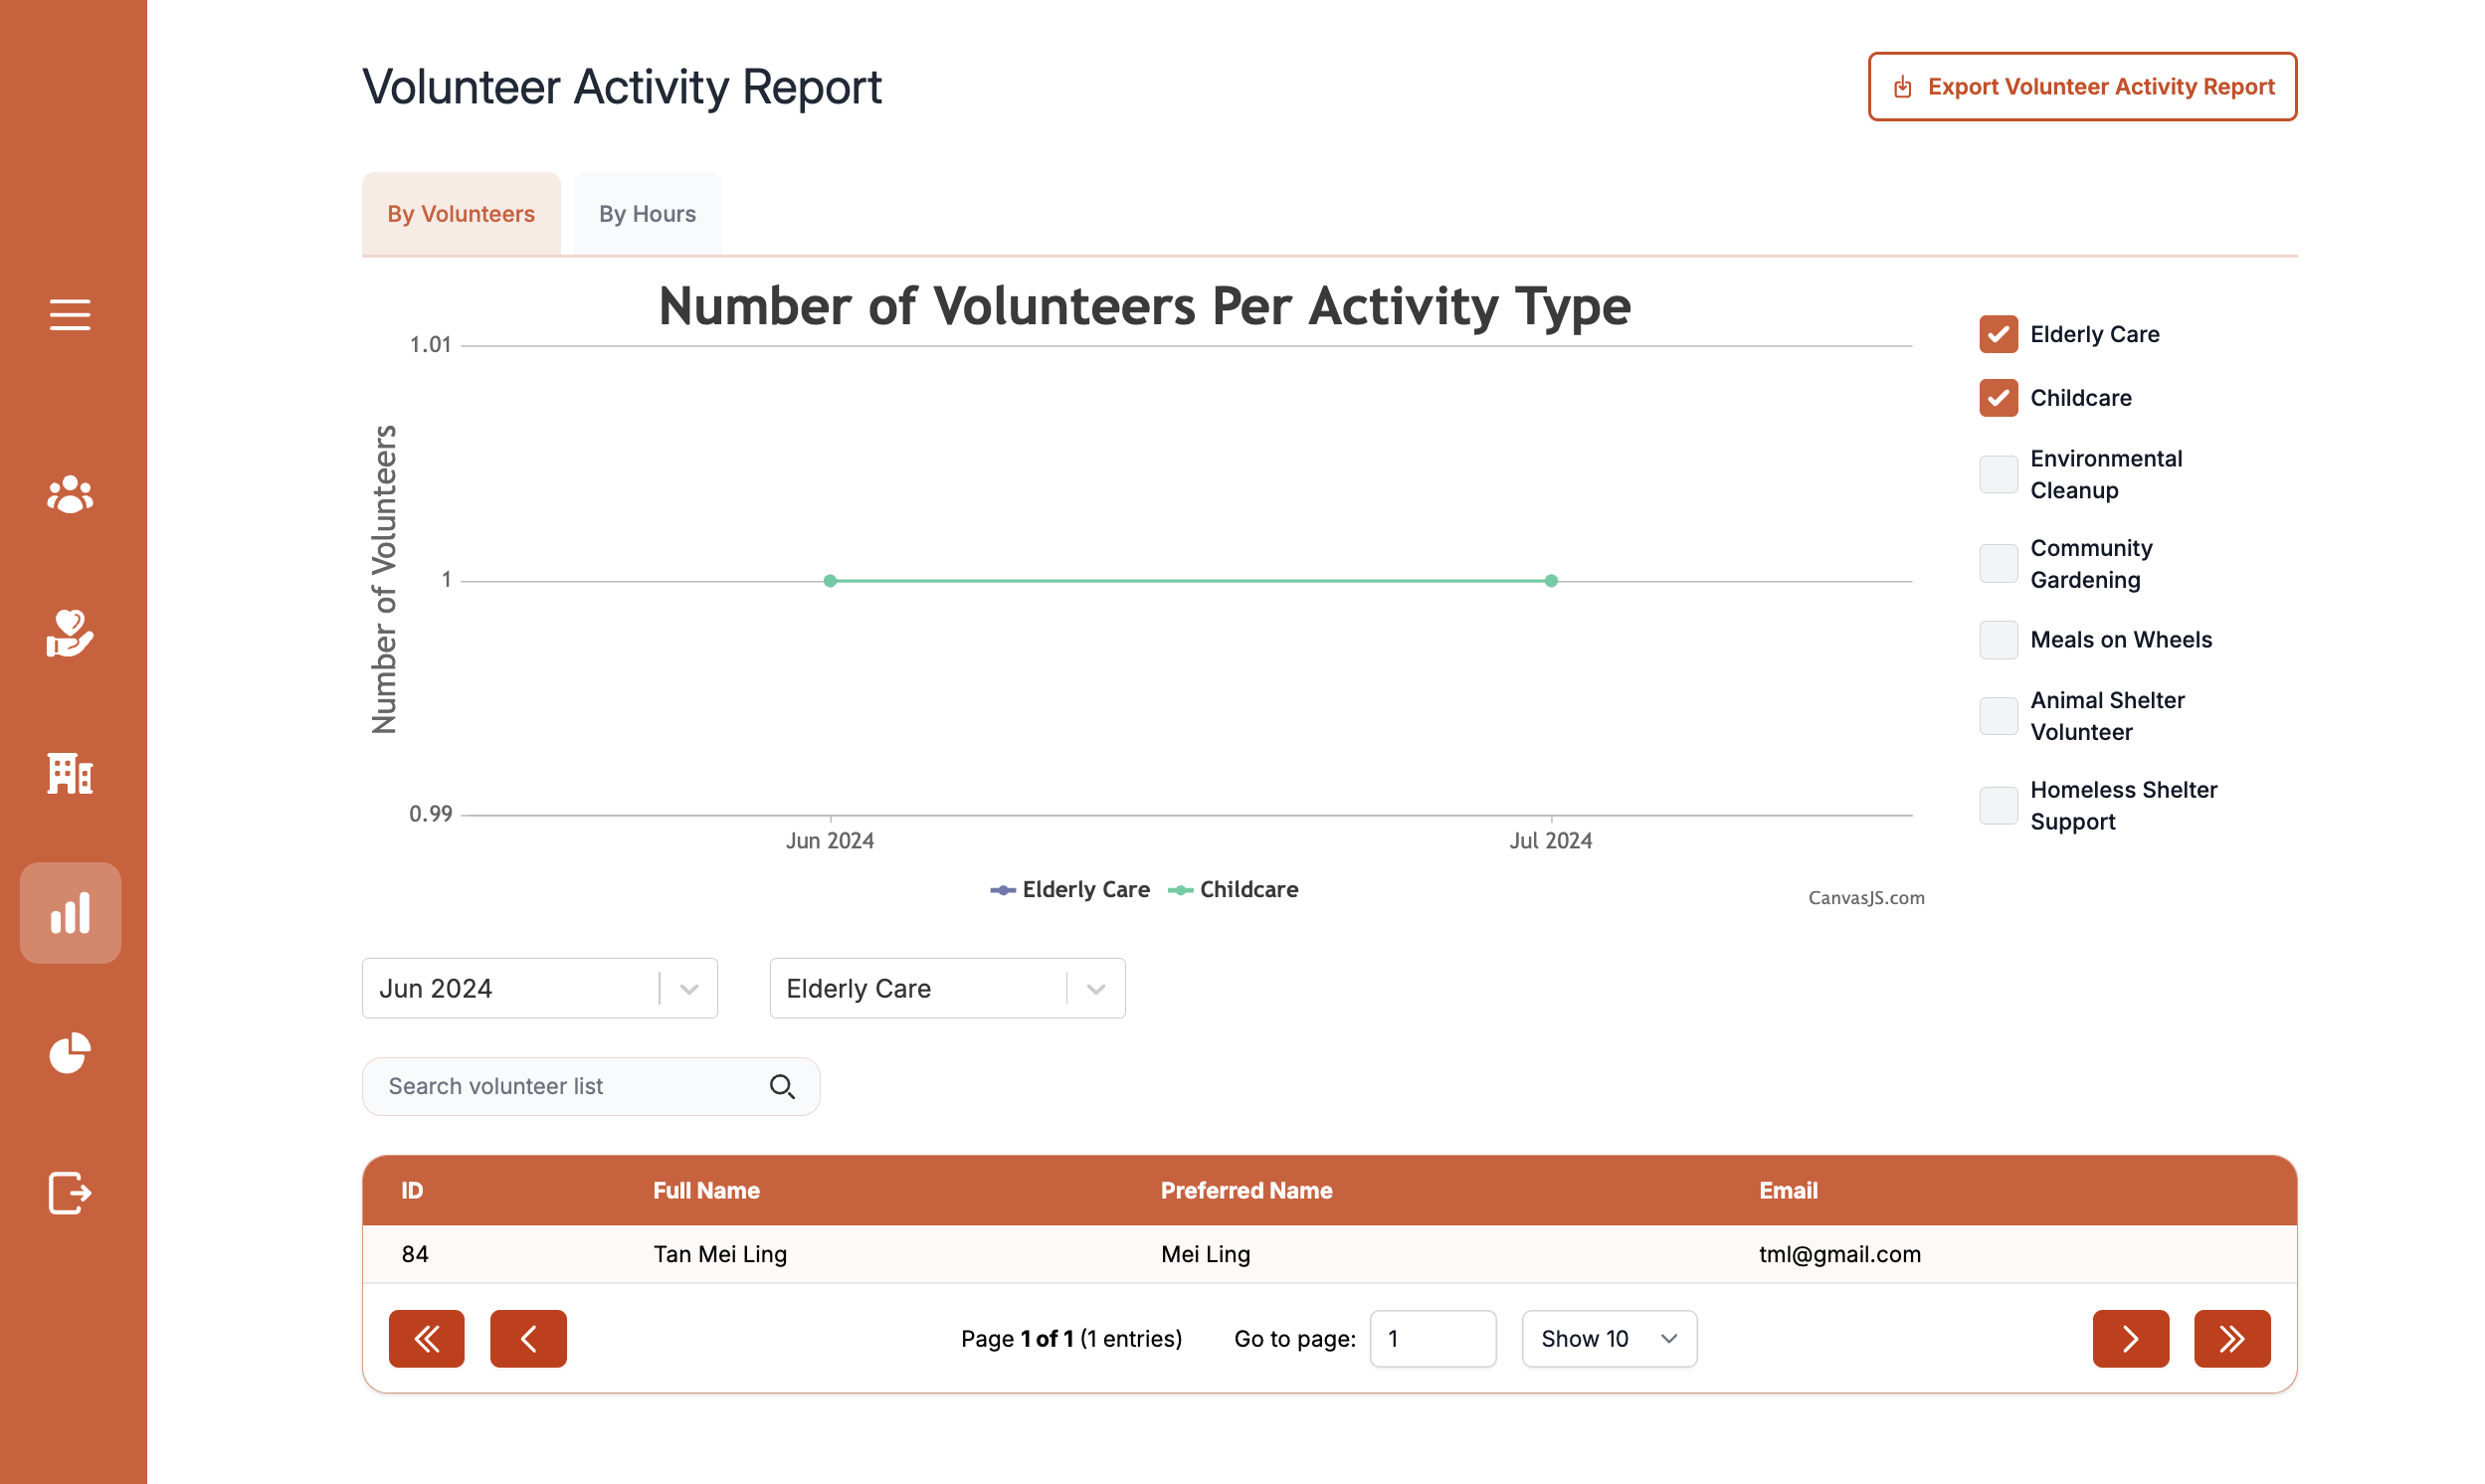 Volunteer Activity Report
Export Volunteer Activity Report
By Volunteers
By Hours
Number of Volunteers Per Activity Type
Number of Volunteers
1.01
1
0.99
Jun 2024
Jul 2024
Elderly Care
Childcare
CanvasJS.com
Elderly Care
Childcare
Environmental
Cleanup
Community
Gardening
Meals on Wheels
Animal Shelter
Volunteer
Homeless Shelter
Support
Jun 2024
Elderly Care
Search volunteer list
ID Full Name Preferred Name Email
84 Tan Mei Ling Mei Ling tml@gmail.com
Page 1 of 1 (1 entries) Go to page: 1 Show 10